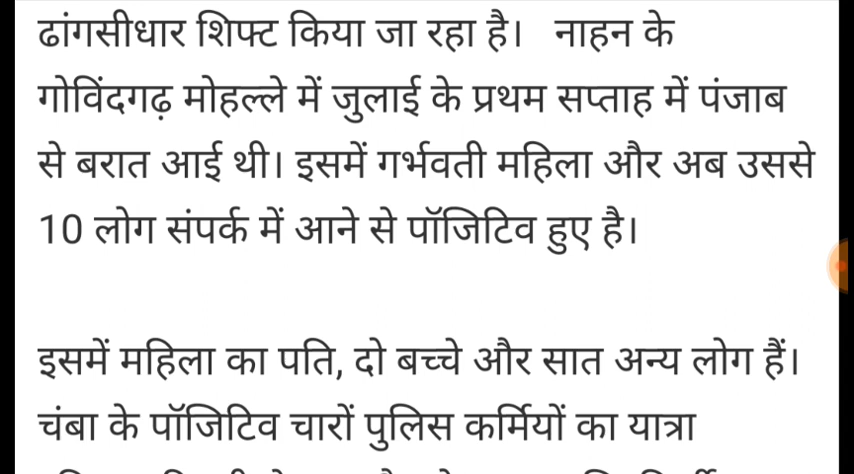 ढांगसीधार शिफ्ट किया जा रहा है। नाहन के
गोविंदगढ़ मोहल्ले में जुलाई के प्रथम सप्ताह में पंजाब
से बरात आई थी। इसमें गर्भवती महिला और अब उससे
10 लोग संपर्क में आने से पॉजिटिव हुए है।
इसमें महिला का पति, दो बच्चे और सात अन्य लोग हैं।
चंबा के पॉजिटिव चारों पुलिस कर्मियों का यात्रा